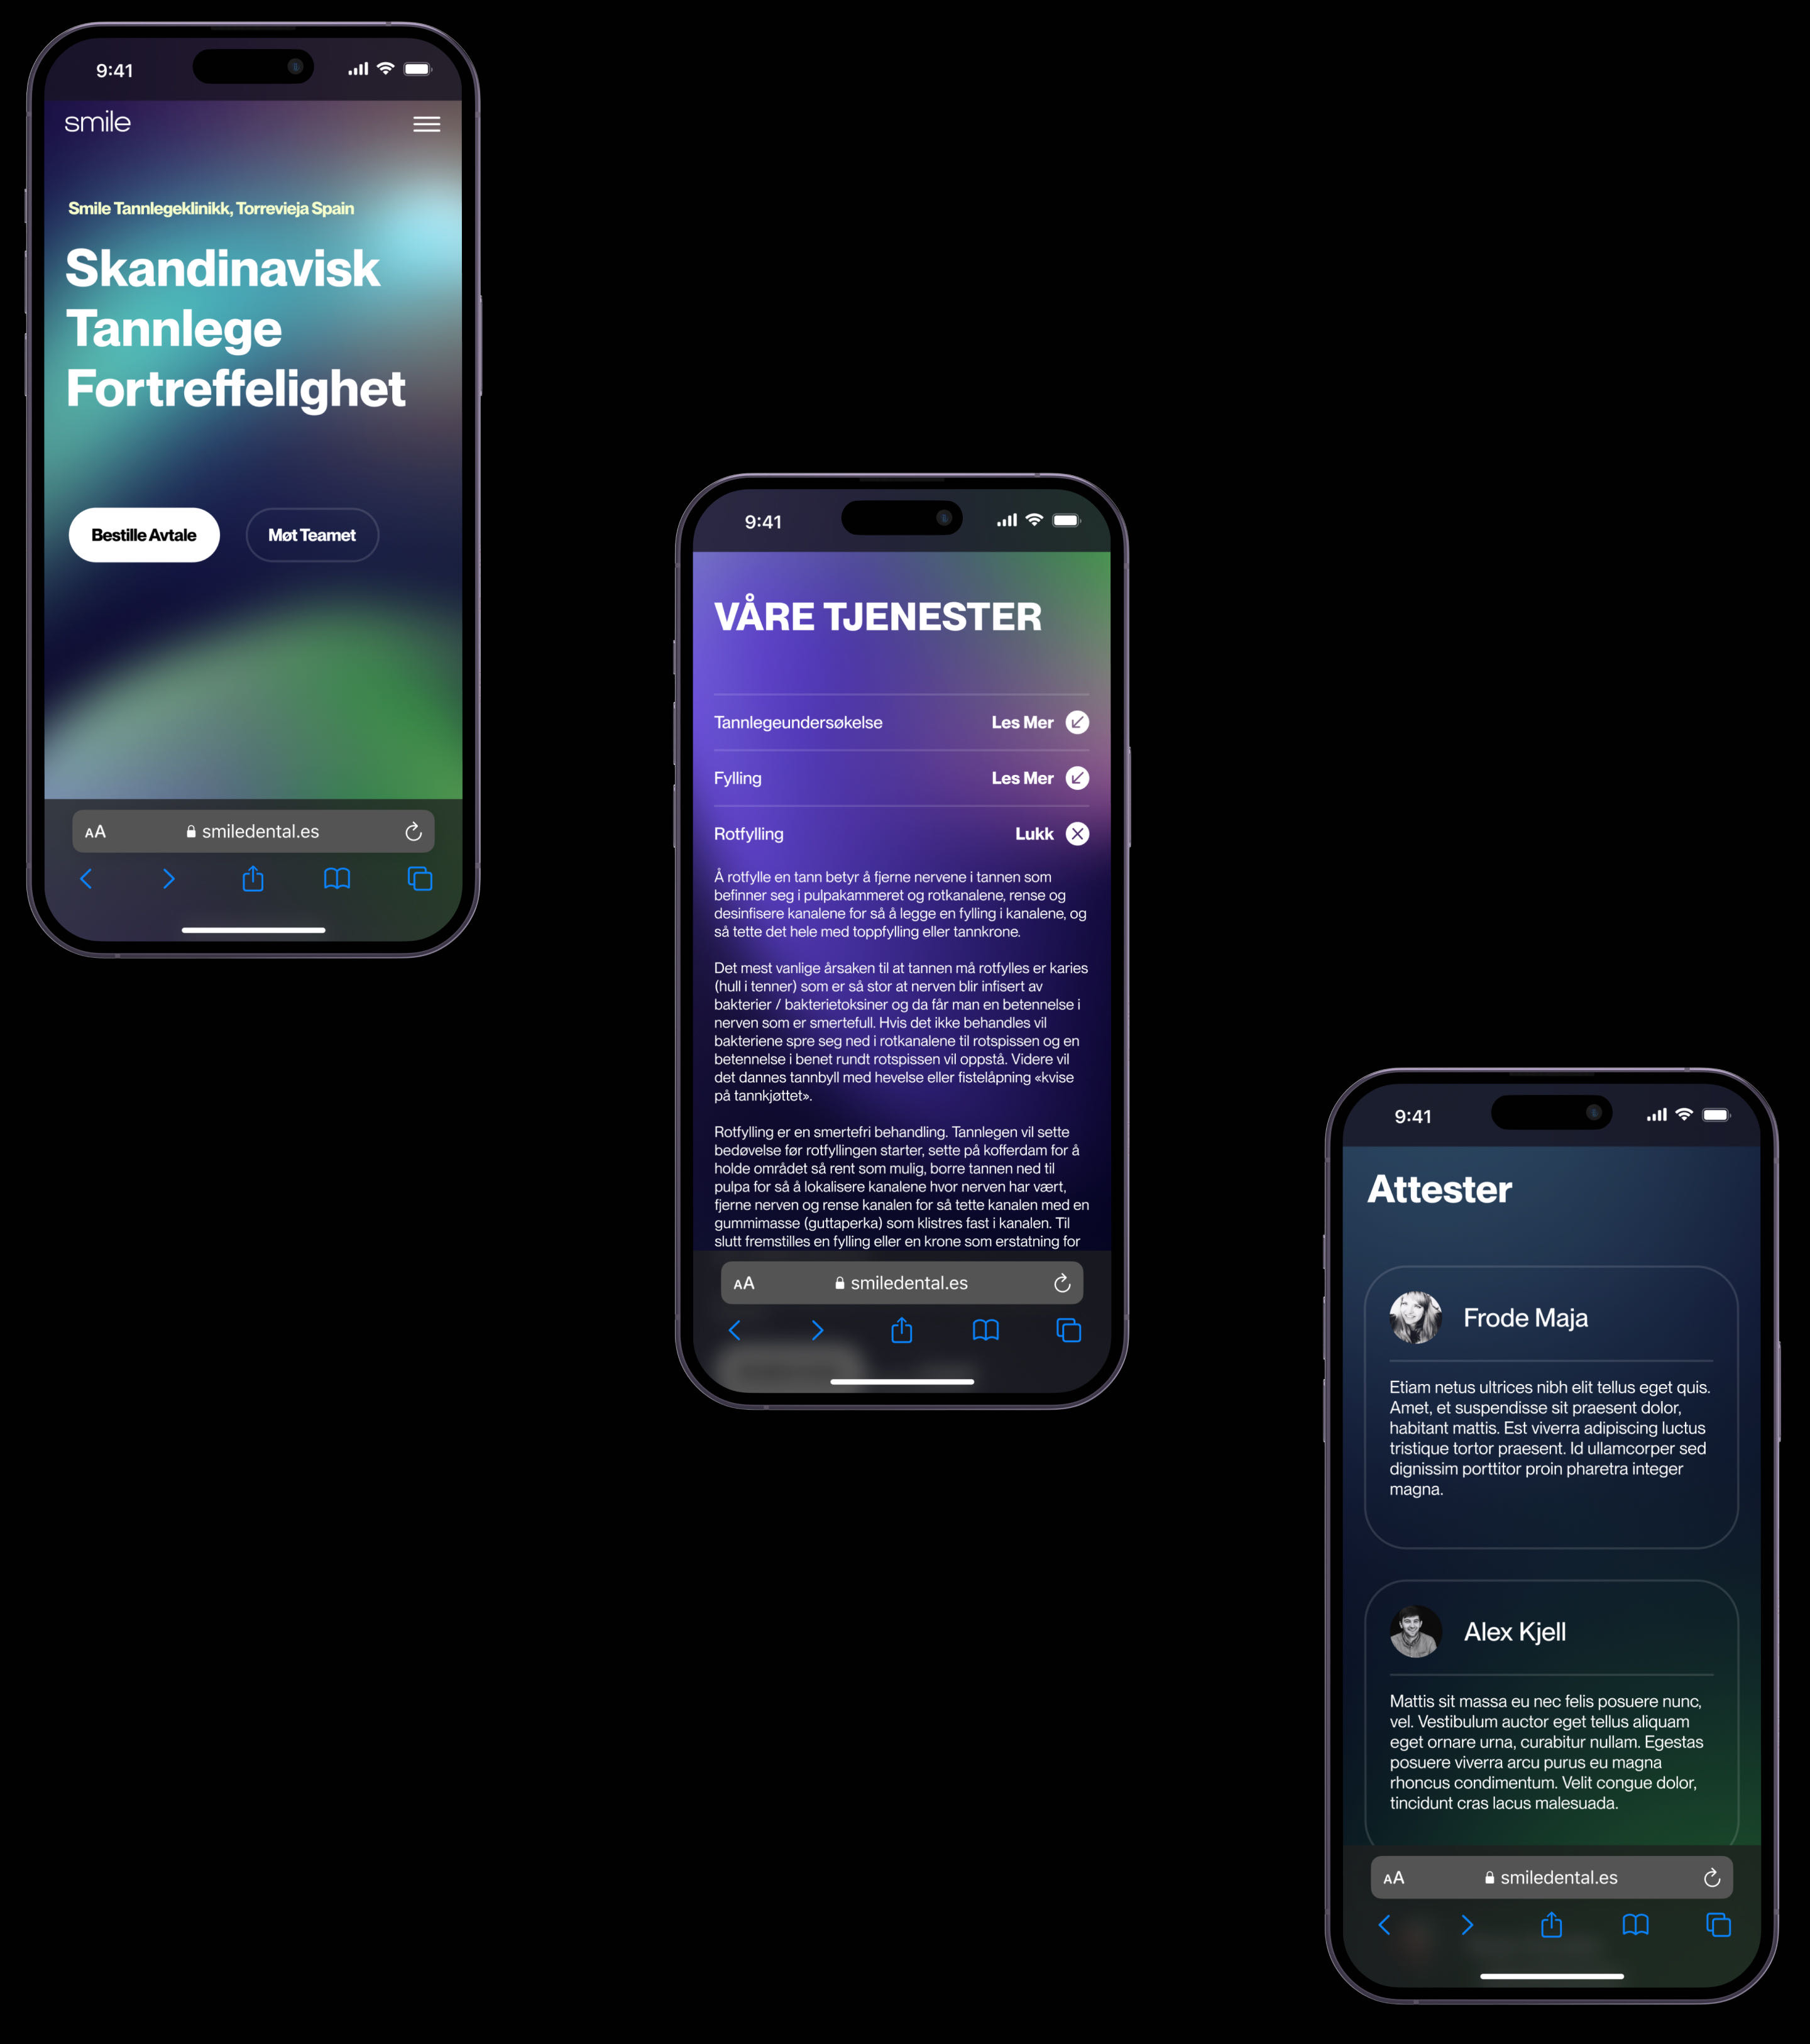 9:41
smile
Smile Tannlegeklinikk, Torrevieja Spain
Skandinavisk
Tannlege
Fortreffelighet
Bestille Avtale
Møt Teamet
AA
smiledental.es
9:41
VÅRE TJENESTER
Tannlegeundersøkelse Les Mer
Fylling Les Mer
Rotfylling Lukk
Å rotfylle en tann betyr å fjerne nervene i tannen som
befinner seg i pulpakammeret og rotkanalene, rense og
desinfisere kanalene for så å legge en fylling i kanalene, og
så tette det hele med toppfylling eller tannkrone.
Det mest vanlige årsaken til at tannen må rotfylles er karies
(hull i tenner) som er så stor at nerven blir infisert av
bakterier / bakterietoksiner og da får man en betennelse i
nerven som er smertefull. Hvis det ikke behandles vil
bakteriene spre seg ned i rotkanalene til rotspissen og en
betennelse i benet rundt rotspissen vil oppstå. Videre vil
det dannes tannbyll med hevelse eller fistelåpning «kvise
på tannkjøttet».
Rotfylling er en smertefri behandling. Tannlegen vil sette
bedøvelse før rotfyllingen starter, sette på kofferdam for å
holde området så rent som mulig, borre tannen ned til
pulpa for så å lokalisere kanalene hvor nerven har vært,
fjerne nerven og rense kanalen for så tette kanalen med en
gummimasse (guttaperka) som klistres fast i kanalen. Til
slutt fremstilles en fylling eller en krone som erstatning for
AA
smiledental.es
9:41
Attester
Frode Maja
Etiam netus ultrices nibh elit tellus eget quis.
Amet, et suspendisse sit praesent dolor,
habitant mattis. Est viverra adipiscing luctus
tristique tortor praesent. Id ullamcorper sed
dignissim porttitor proin pharetra integer
magna.
Alex Kjell
Mattis sit massa eu nec felis posuere nunc,
vel. Vestibulum auctor eget tellus aliquam
eget ornare urna, curabitur nullam. Egestas
posuere viverra arcu purus eu magna
rhoncus condimentum. Velit congue dolor,
tincidunt cras lacus malesuada.
AA
smiledental.es